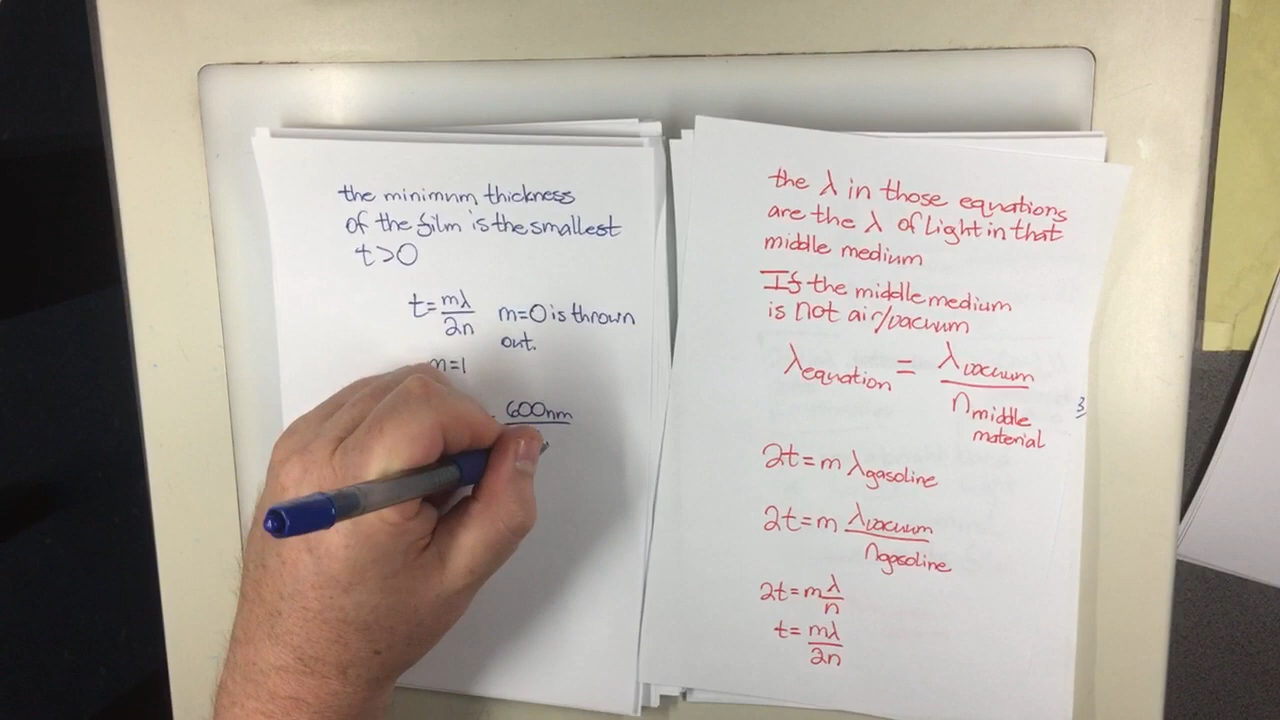 the minimum thickness
of the film is the smallest
t>0
t=mλ/2n m=0 is thrown
out.
m=1
600nm
the λ in those equations
are the λ of Light in that
middle medium
If the middle medium
is not air/vacuum
λequation = λvacuum/nmiddle material
2t=mλgasoline
2t=m λvacuum/ngasoline
2t=mλ/n
t=mλ/2n